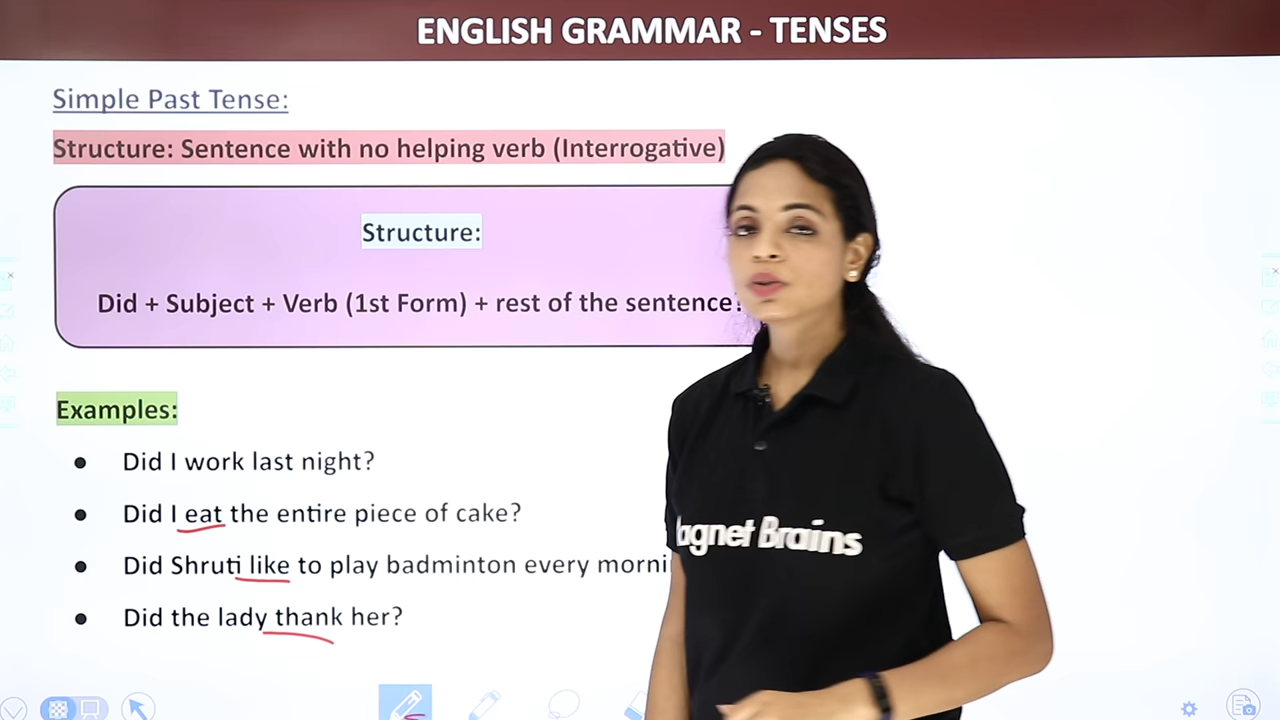 ENGLISH GRAMMAR - TENSES
Simple Past Tense:
Structure: Sentence with no helping verb (Interrogative)
Structure:
Did + Subject + Verb (1st Form) + rest of the sentence?
Examples:
● Did I work last night?
● Did I eat the entire piece of cake?
● Did Shruti like to play badminton every morni
● Did the lady thank her?
agnet Brains